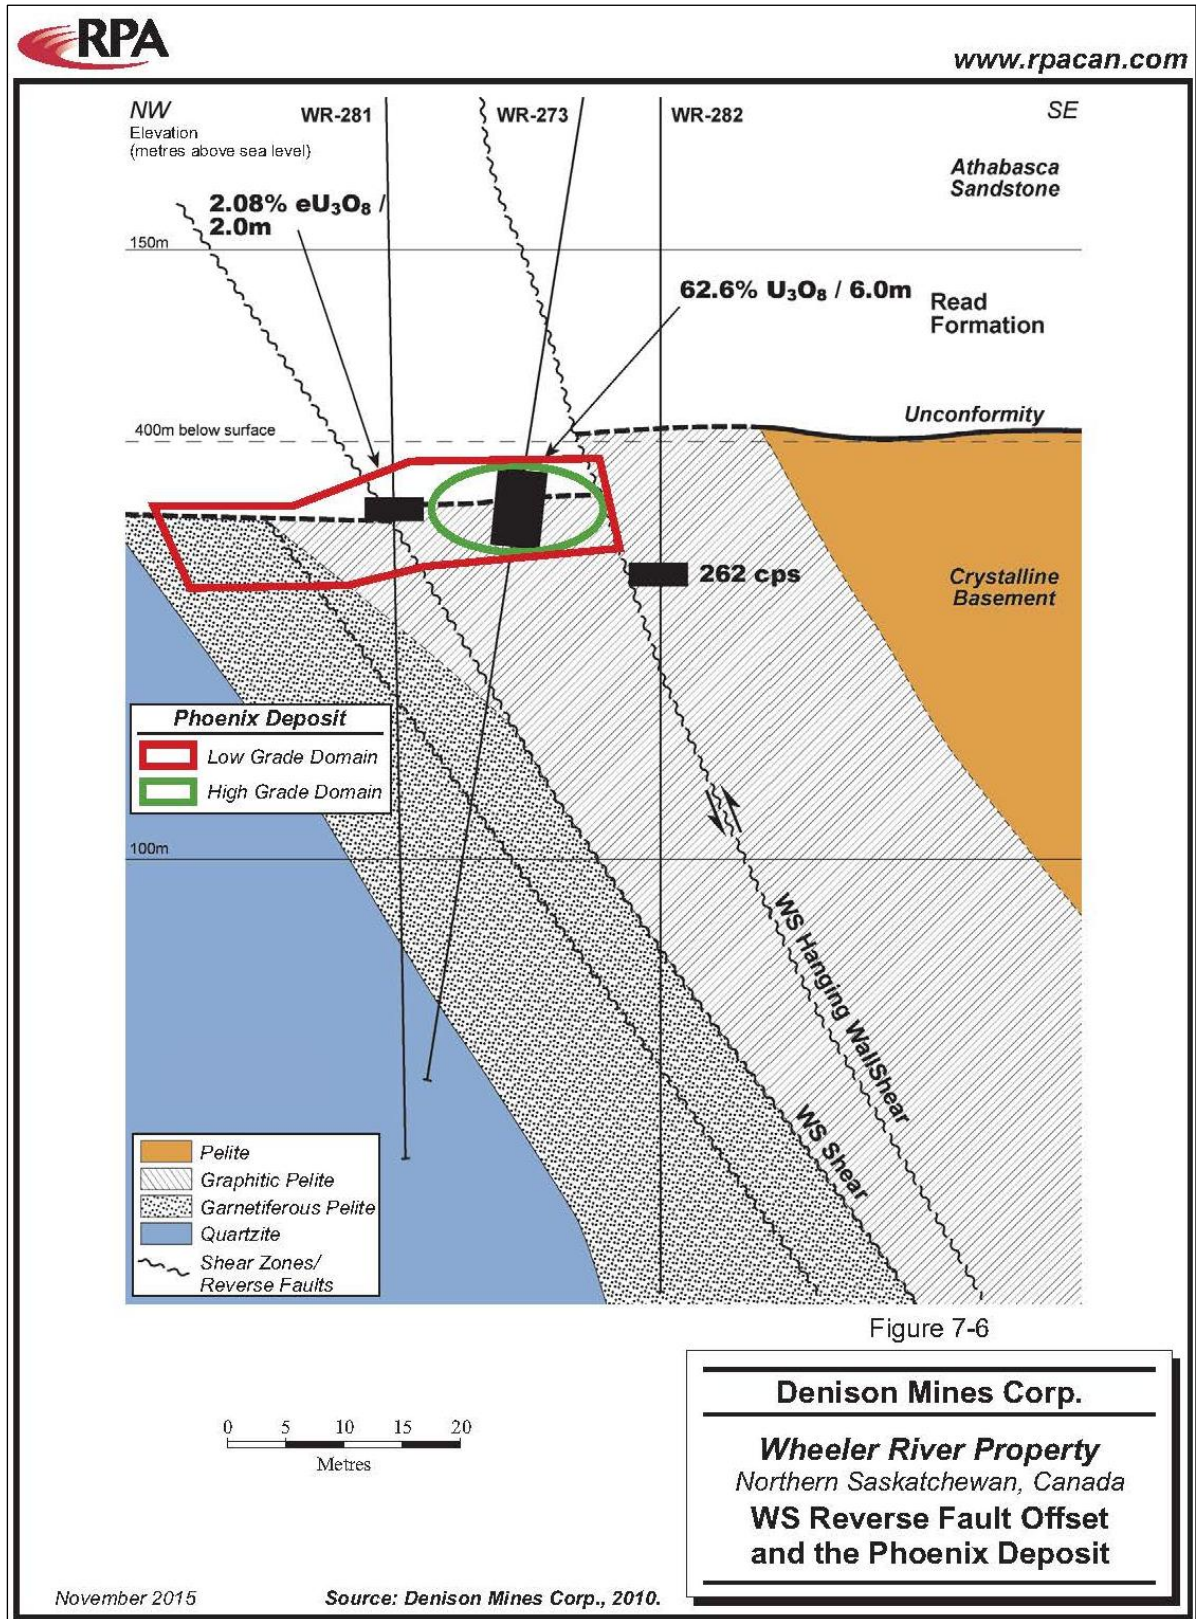 RPA
www.rpacan.com
NW
Elevation
(metres above sea level)
WR-281
WR-273
WR-282
SE
Athabasca
Sandstone
2.08% eU₃O₈ /
2.0m
150m
62.6% U₃O₈ / 6.0m
Read
Formation
Unconformity
400m below surface
262 cps
Crystalline
Basement
Phoenix Deposit
Low Grade Domain
High Grade Domain
100m
WS Hanging WallShear
WS Shear
Pelite
Graphitic Pelite
Garnetiferous Pelite
Quartzite
Shear Zones/
Reverse Faults
Figure 7-6
0 5 10 15 20
Metres
Denison Mines Corp.
Wheeler River Property
Northern Saskatchewan, Canada
WS Reverse Fault Offset
and the Phoenix Deposit
November 2015
Source: Denison Mines Corp., 2010.